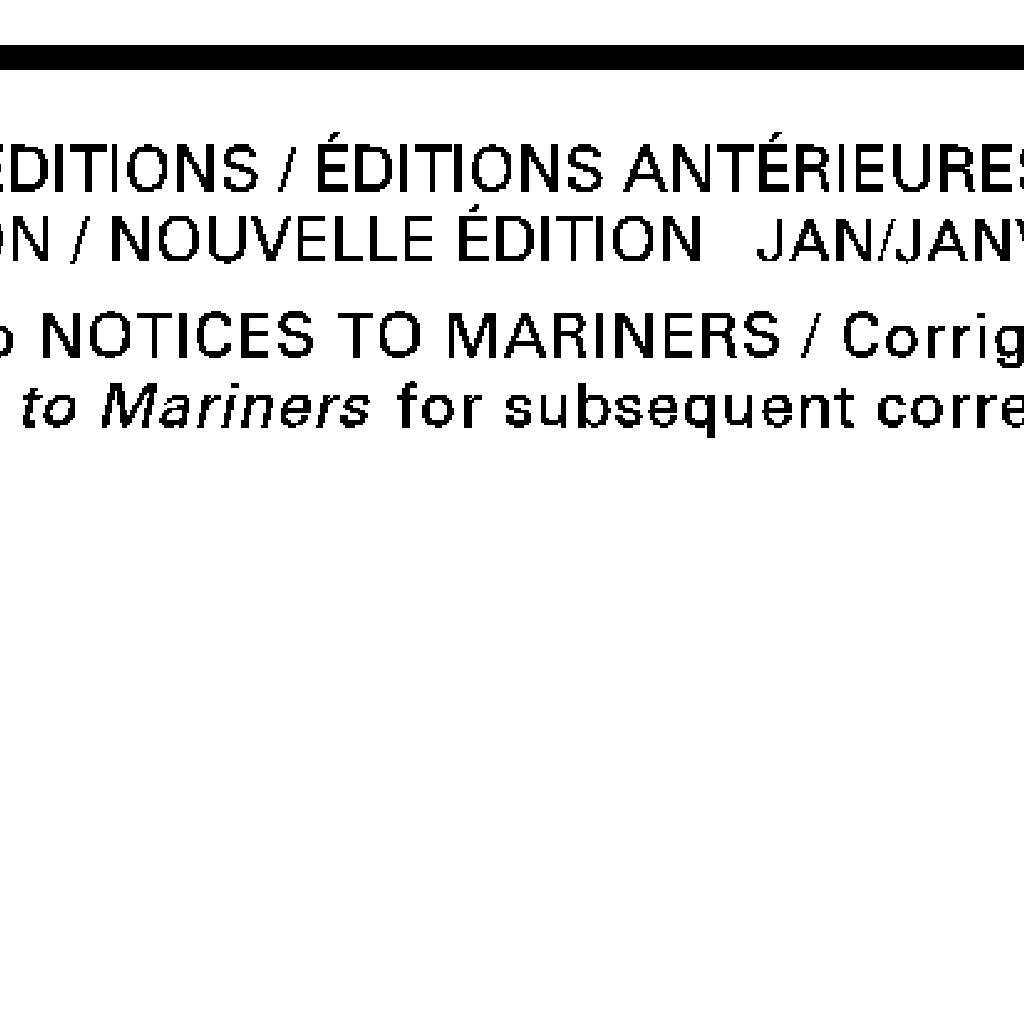 EDITIONS / ÉDITIONS ANTÉRIEURES
ON / NOUVELLE ÉDITION JAN/JANV
o NOTICES TO MARINERS / Corrig
to Mariners for subsequent corre